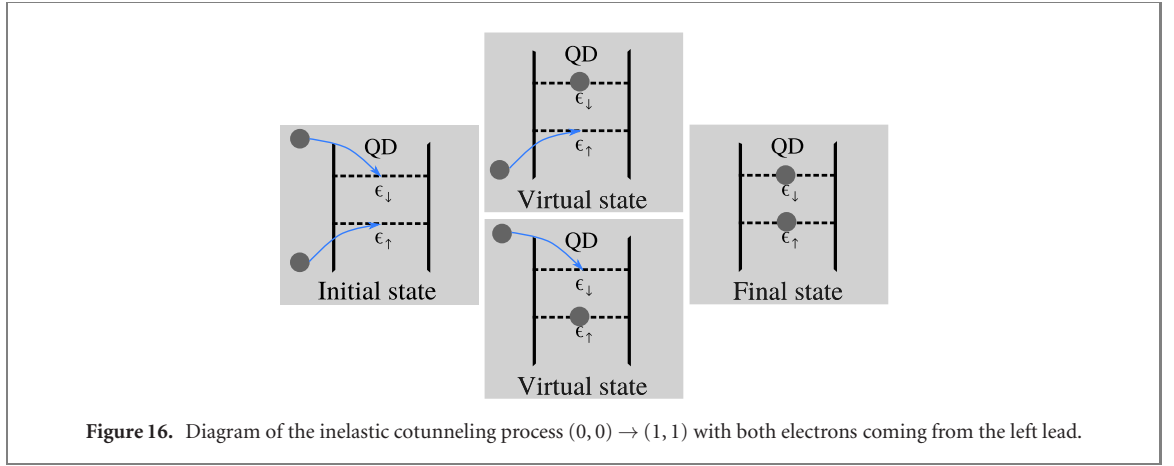 QD
ϵ↓
ϵ↑
Initial state
QD
ϵ↓
ϵ↑
Virtual state
QD
ϵ↓
ϵ↑
Virtual state
QD
ϵ↓
ϵ↑
Final state
Figure 16. Diagram of the inelastic cotunneling process (0, 0) → (1, 1) with both electrons coming from the left lead.